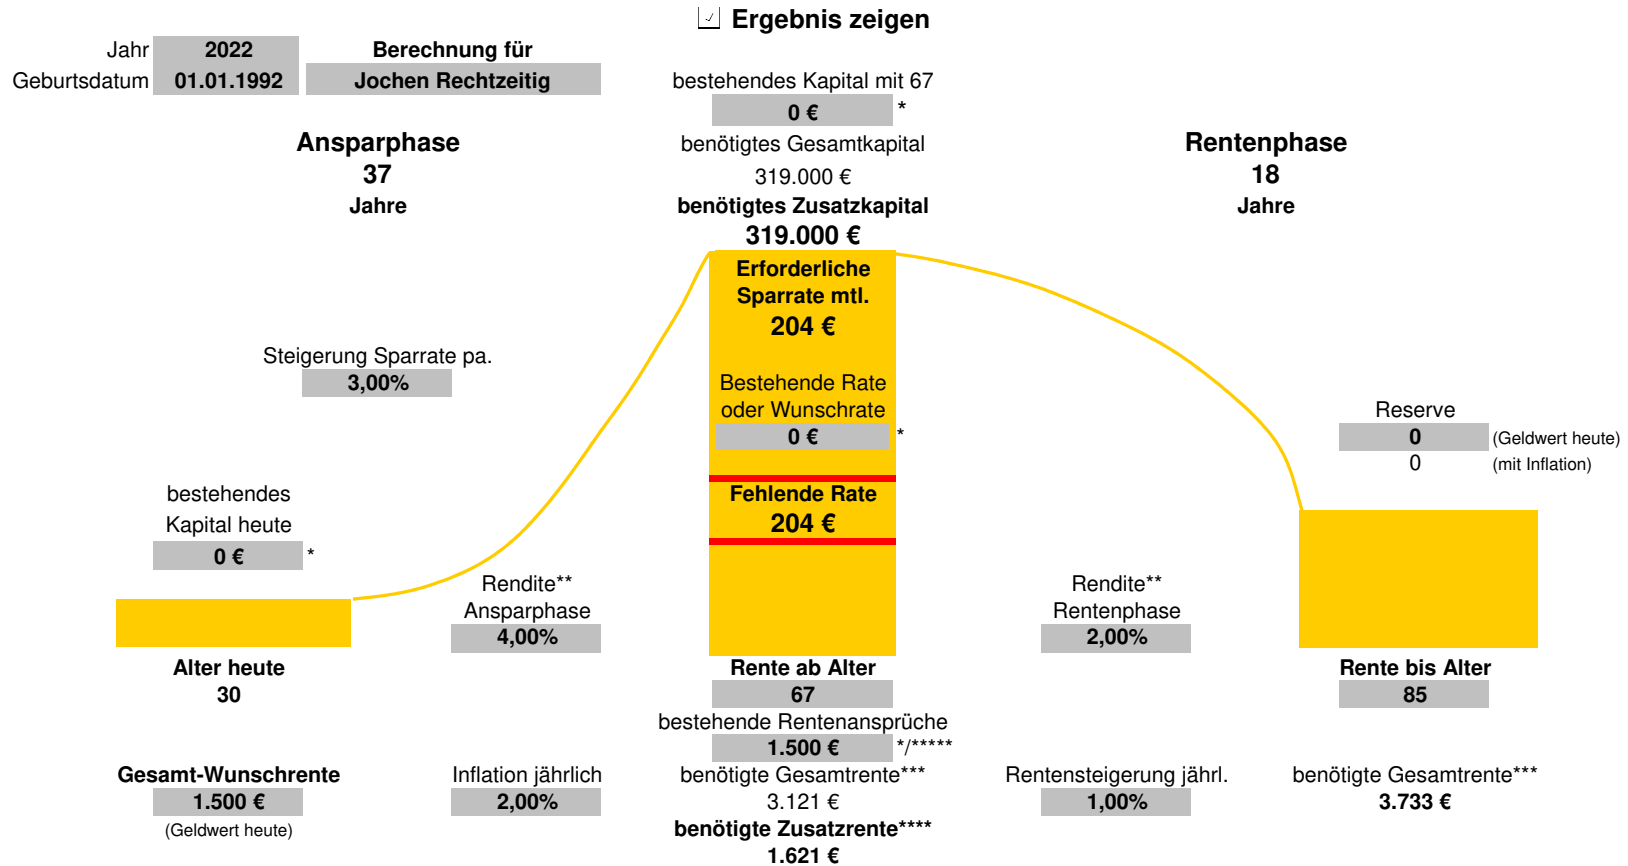 Ergebnis zeigen
Jahr 2022 Berechnung für
Geburtsdatum 01.01.1992 Jochen Rechtzeitig
bestehendes Kapital mit 67
0 € *
Ansparphase
37
Jahre
benötigtes Gesamtkapital
319.000 €
benötigtes Zusatzkapital
319.000 €
Rentenphase
18
Jahre
Erforderliche
Sparrate mtl.
204 €
Steigerung Sparrate pa.
3,00%
Bestehende Rate
oder Wunschrate
0 € *
Reserve
0 (Geldwert heute)
0 (mit Inflation)
Fehlende Rate
204 €
bestehendes
Kapital heute
0 € *
Rendite**
Ansparphase
4,00%
Rendite**
Rentenphase
2,00%
Alter heute
30
Rente ab Alter
67
Rente bis Alter
85
bestehende Rentenansprüche
1.500 € */*****
Gesamt-Wunschrente
1.500 €
(Geldwert heute)
Inflation jährlich
2,00%
benötigte Gesamtrente***
3.121 €
benötigte Zusatzrente****
1.621 €
Rentensteigerung jährl.
1,00%
benötigte Gesamtrente***
3.733 €